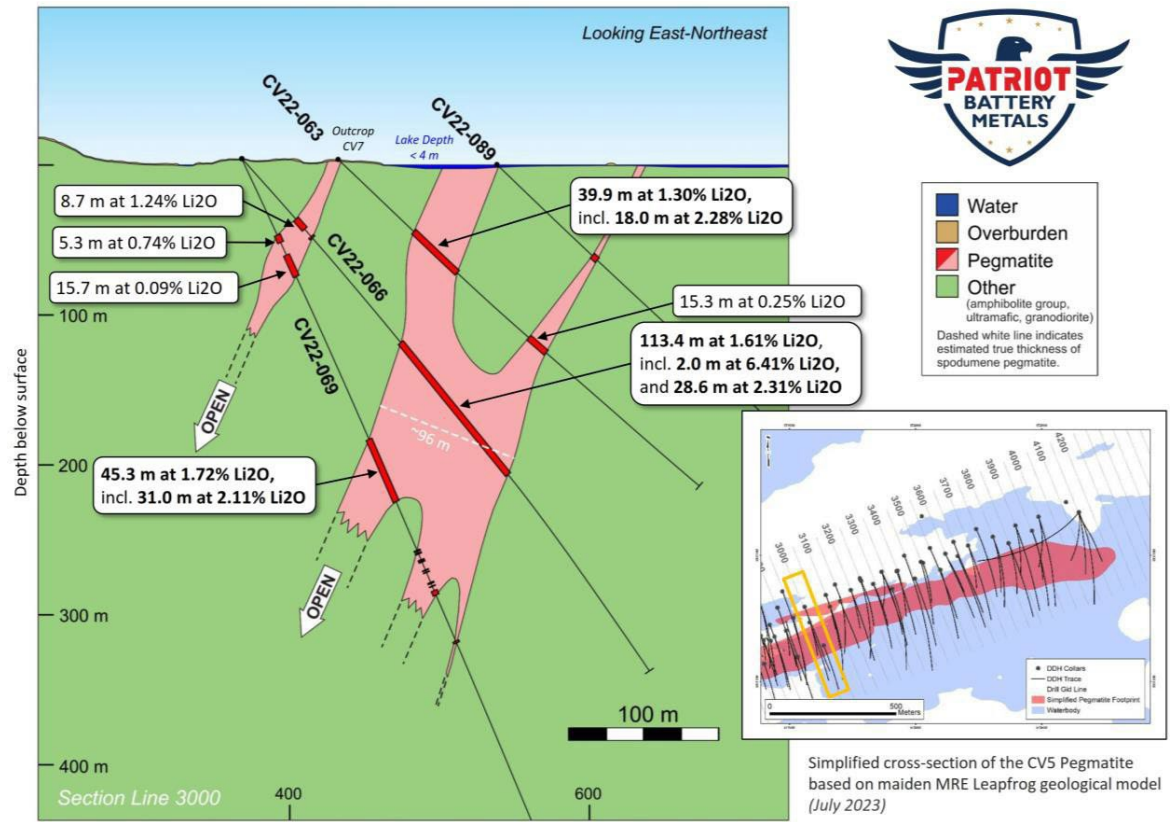 Looking East-Northeast
PATRIOT
BATTERY
METALS
CV22-063
Outcrop
CV7
Lake Depth
< 4 m
CV22-089
8.7 m at 1.24% Li2O
5.3 m at 0.74% Li2O
15.7 m at 0.09% Li2O
CV22-066
CV22-069
39.9 m at 1.30% Li2O,
incl. 18.0 m at 2.28% Li2O
15.3 m at 0.25% Li2O
113.4 m at 1.61% Li2O,
incl. 2.0 m at 6.41% Li2O,
and 28.6 m at 2.31% Li2O
~96 m
45.3 m at 1.72% Li2O,
incl. 31.0 m at 2.11% Li2O
OPEN
OPEN
Depth below surface
100 m
200 m
300 m
400 m
Section Line 3000
400
600
100 m
Water
Overburden
Pegmatite
Other
(amphibolite group,
ultramafic, granodiorite)
Dashed white line indicates
estimated true thickness of
spodumene pegmatite.
3000
3100
3200
3300
3400
3500
3600
3700
3800
3900
4000
4100
4200
DDH Collars
DDH Trace
Drill Gid Line
Simplified Pegmatite Footprint
Waterbody
0
500
Meters
Simplified cross-section of the CV5 Pegmatite
based on maiden MRE Leapfrog geological model
(July 2023)